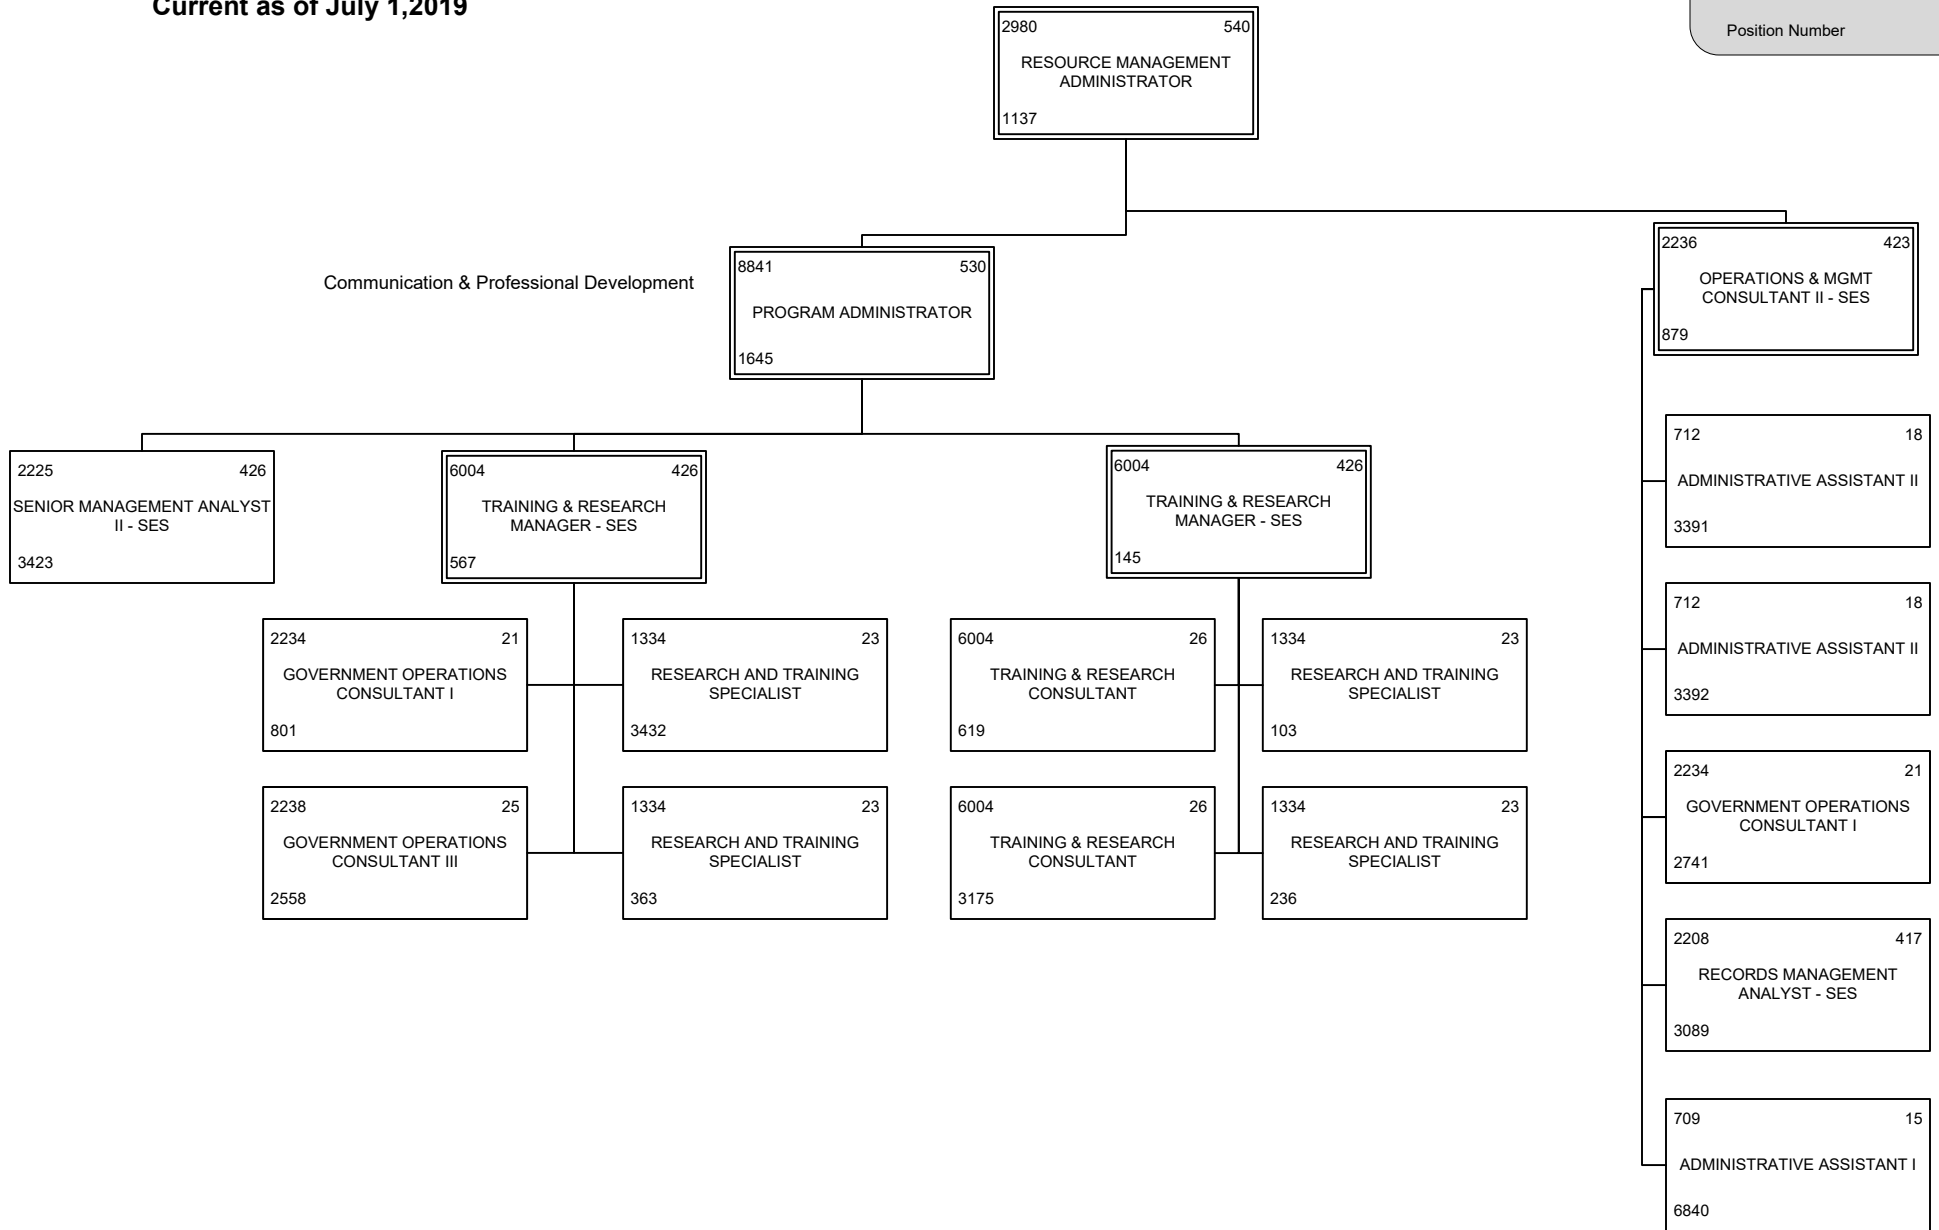 Current as of July 1,2019
Position Number
2980 540
RESOURCE MANAGEMENT
ADMINISTRATOR
1137
Communication & Professional Development
8841 530
PROGRAM ADMINISTRATOR
1645
2236 423
OPERATIONS & MGMT
CONSULTANT II - SES
879
2225 426
SENIOR MANAGEMENT ANALYST
II - SES
3423
6004 426
TRAINING & RESEARCH
MANAGER - SES
567
6004 426
TRAINING & RESEARCH
MANAGER - SES
145
2234 21
GOVERNMENT OPERATIONS
CONSULTANT I
801
1334 23
RESEARCH AND TRAINING
SPECIALIST
3432
6004 26
TRAINING & RESEARCH
CONSULTANT
619
1334 23
RESEARCH AND TRAINING
SPECIALIST
103
2238 25
GOVERNMENT OPERATIONS
CONSULTANT III
2558
1334 23
RESEARCH AND TRAINING
SPECIALIST
363
6004 26
TRAINING & RESEARCH
CONSULTANT
3175
1334 23
RESEARCH AND TRAINING
SPECIALIST
236
712 18
ADMINISTRATIVE ASSISTANT II
3391
712 18
ADMINISTRATIVE ASSISTANT II
3392
2234 21
GOVERNMENT OPERATIONS
CONSULTANT I
2741
2208 417
RECORDS MANAGEMENT
ANALYST - SES
3089
709 15
ADMINISTRATIVE ASSISTANT I
6840